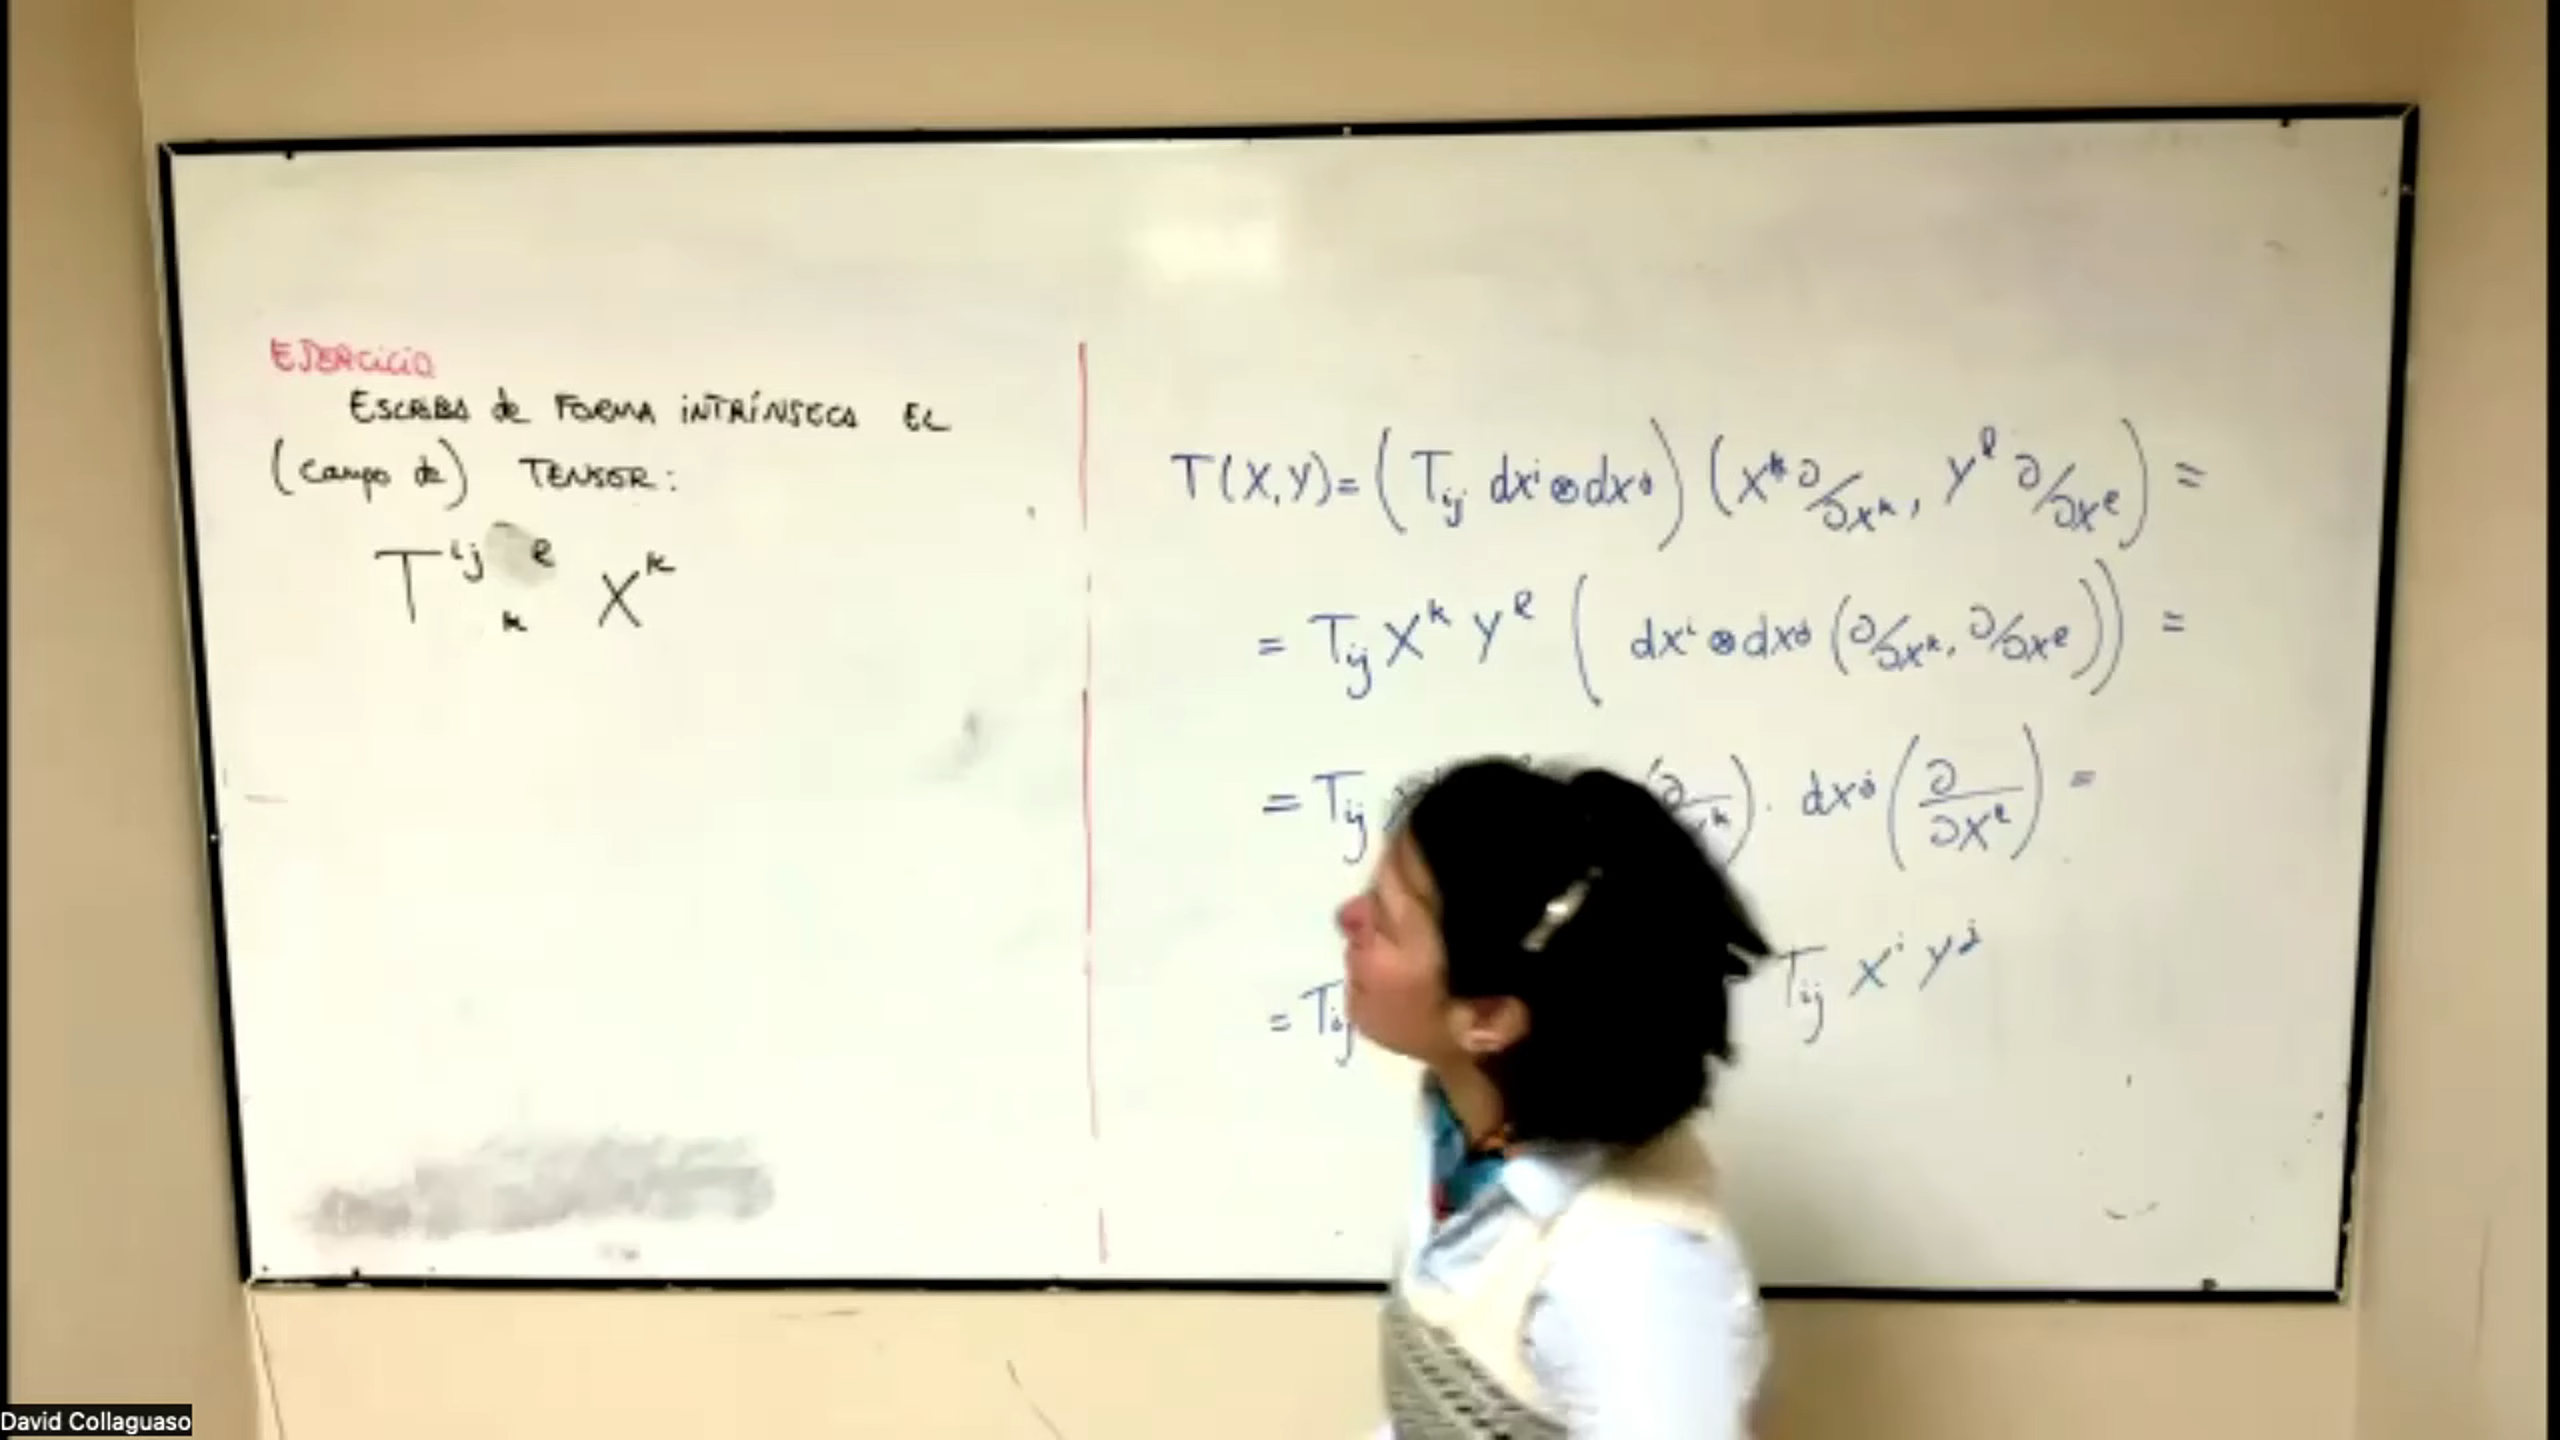 EJERCICIO
ESCRIBA de FORMA INTRÍNSECA EL
(campo de) TENSOR:
T^{ij}{}_{k}{}^{l} X^k
T(X,Y)= (T_{ij} dx^i ⊗ dx^j) (X^k ∂/∂x^k, Y^l ∂/∂x^l) =
= T_{ij} X^k Y^l (dx^i ⊗ dx^j (∂/∂x^k, ∂/∂x^l)) =
= T_{ij} · dx^j (∂/∂x^l) =
= T_{ij} T_{ij} X^i Y^j
David Collaguaso